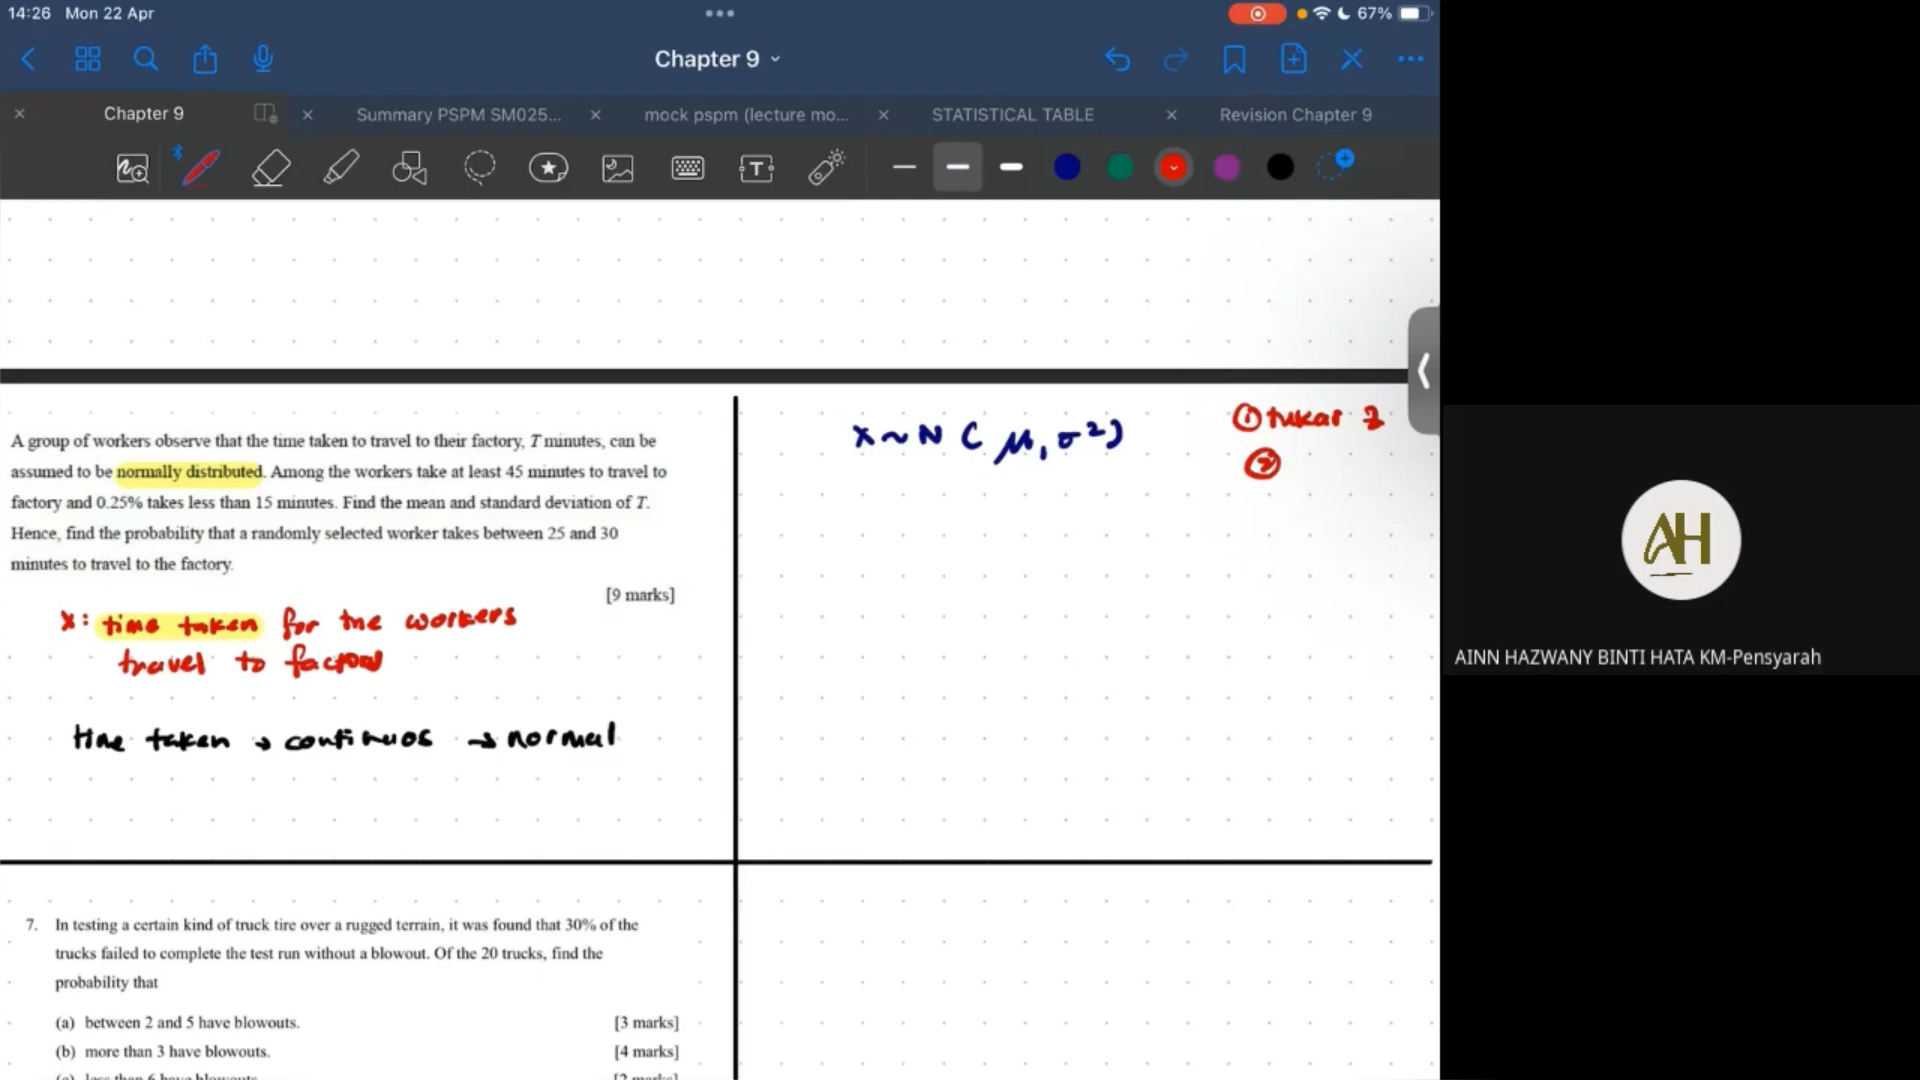 14:26 Mon 22 Apr
67%
Chapter 9
Chapter 9
Summary PSPM SM025...
mock pspm (lecture mo...
STATISTICAL TABLE
Revision Chapter 9
A group of workers observe that the time taken to travel to their factory, T minutes, can be
assumed to be normally distributed. Among the workers take at least 45 minutes to travel to
factory and 0.25% takes less than 15 minutes. Find the mean and standard deviation of T.
Hence, find the probability that a randomly selected worker takes between 25 and 30
minutes to travel to the factory.
[9 marks]
x: time taken for the workers
travel to factory
time taken → continuos → normal
x ~ N ( μ, σ²)
① tukar z
②
7. In testing a certain kind of truck tire over a rugged terrain, it was found that 30% of the
trucks failed to complete the test run without a blowout. Of the 20 trucks, find the
probability that
(a) between 2 and 5 have blowouts. [3 marks]
(b) more than 3 have blowouts. [4 marks]
(c) less than 6 have blowouts. [2 marks]
AH
AINN HAZWANY BINTI HATA KM-Pensyarah